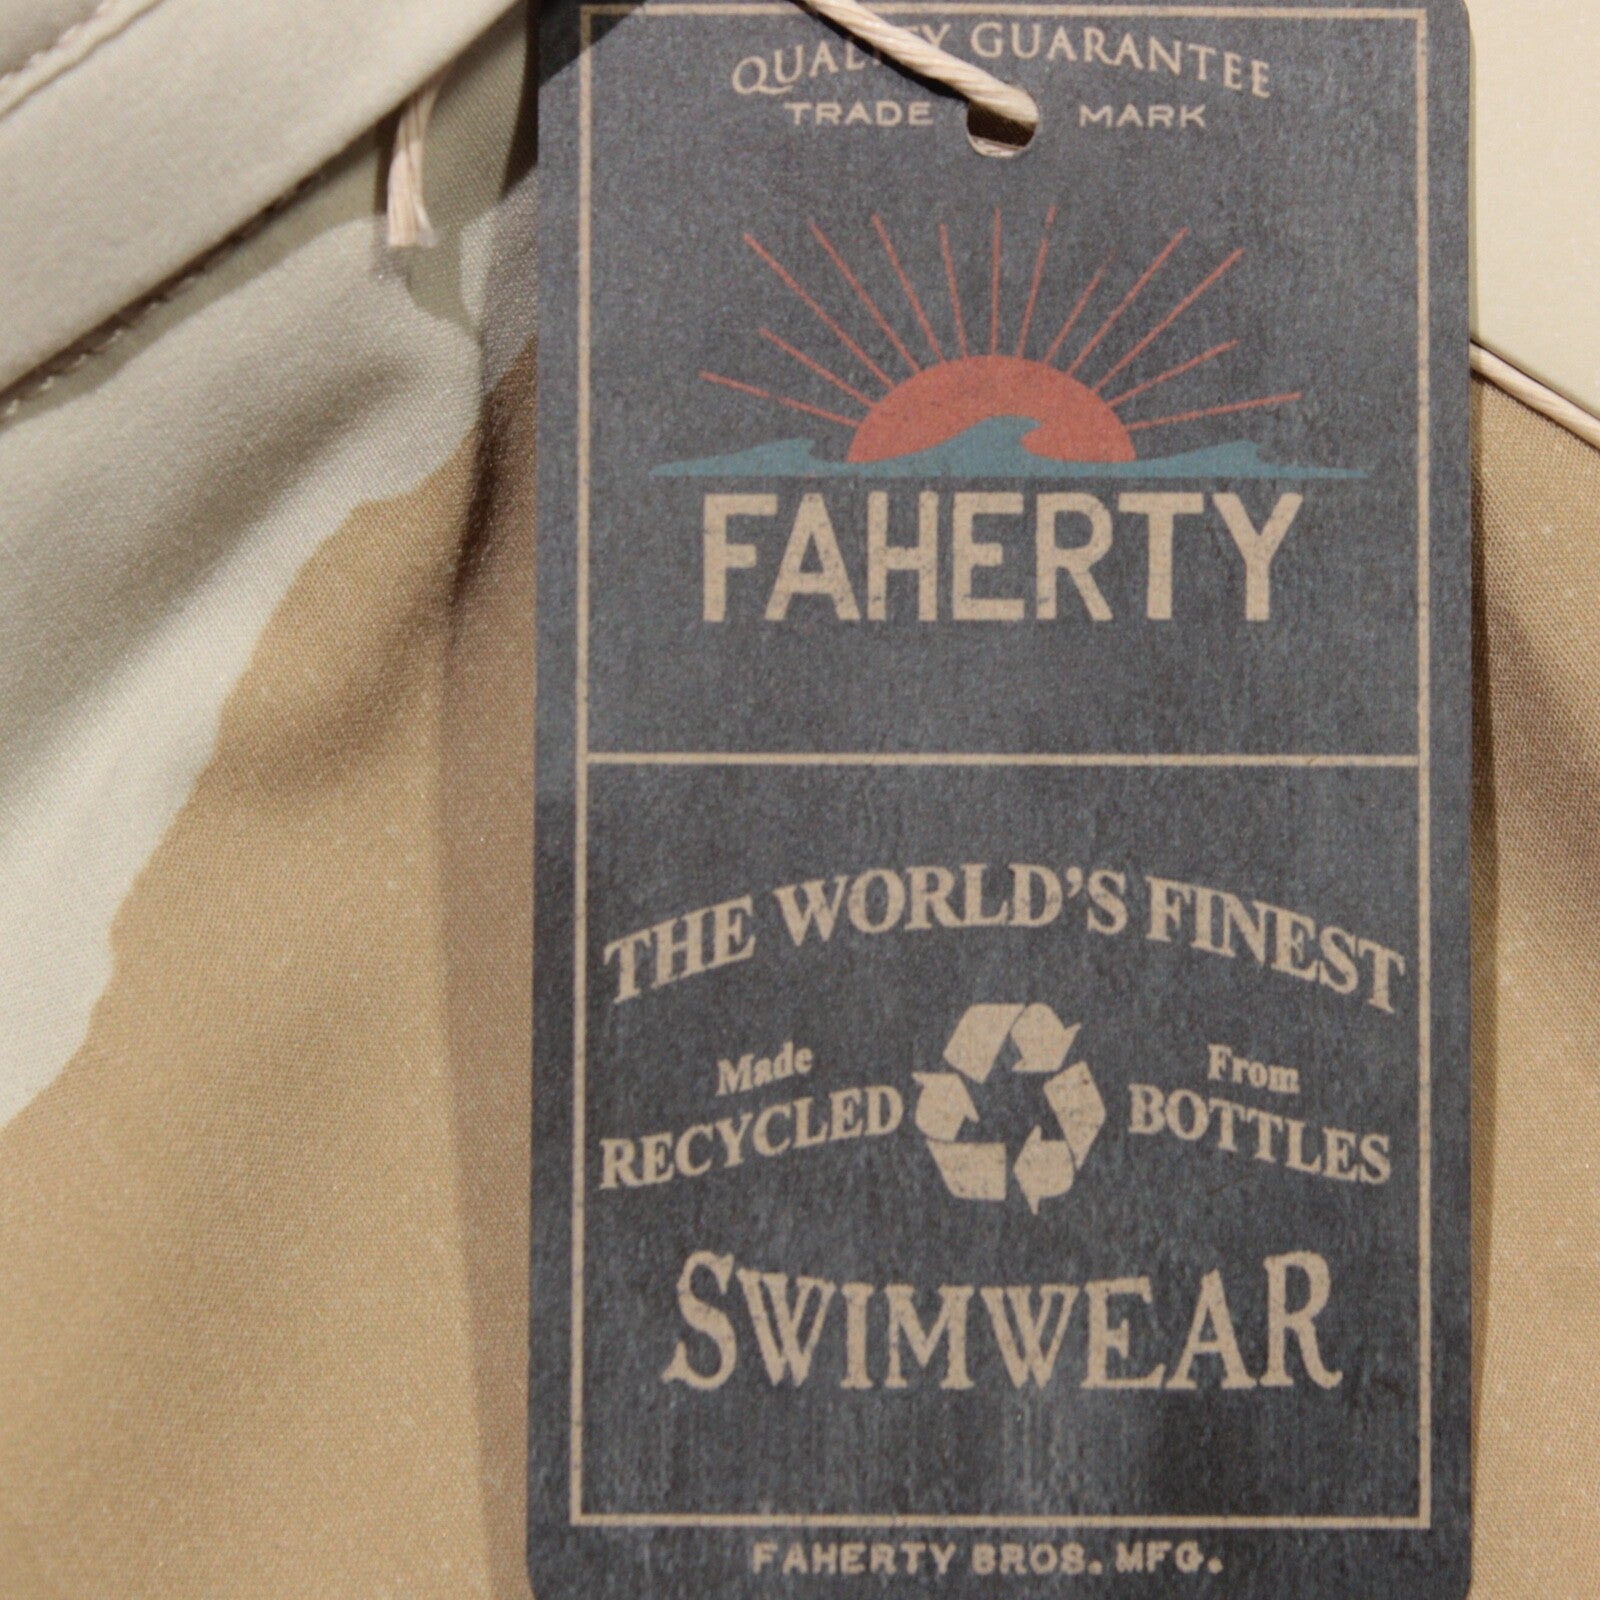 QUALITY GUARANTEE
TRADE MARK
FAHERTY
THE WORLD'S FINEST
Made From
RECYCLED BOTTLES
SWIMWEAR
FAHERTY BROS. MFG.